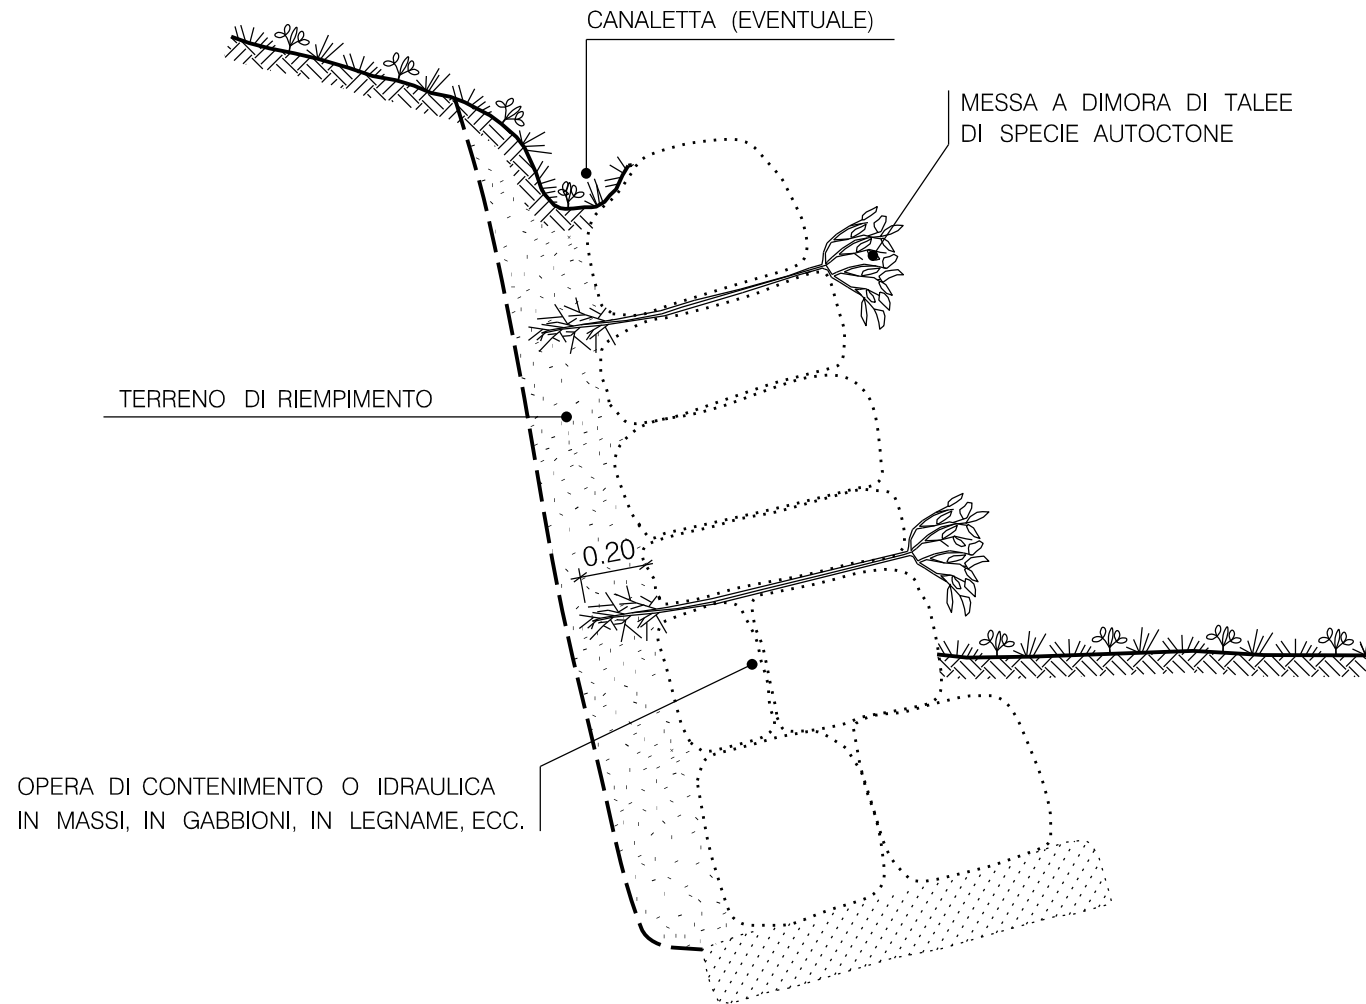 CANALETTA (EVENTUALE)
MESSA A DIMORA DI TALEE
DI SPECIE AUTOCTONE
TERRENO DI RIEMPIMENTO
0.20
OPERA DI CONTENIMENTO O IDRAULICA
IN MASSI, IN GABBIONI, IN LEGNAME, ECC.